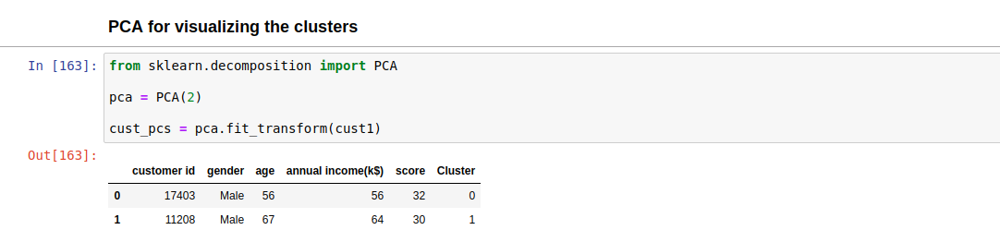 PCA for visualizing the clusters
In [163]: from sklearn.decomposition import PCA
pca = PCA(2)
cust_pcs = pca.fit_transform(cust1)
Out[163]:
customer id gender age annual income(k$) score Cluster
0 17403 Male 56 56 32 0
1 11208 Male 67 64 30 1